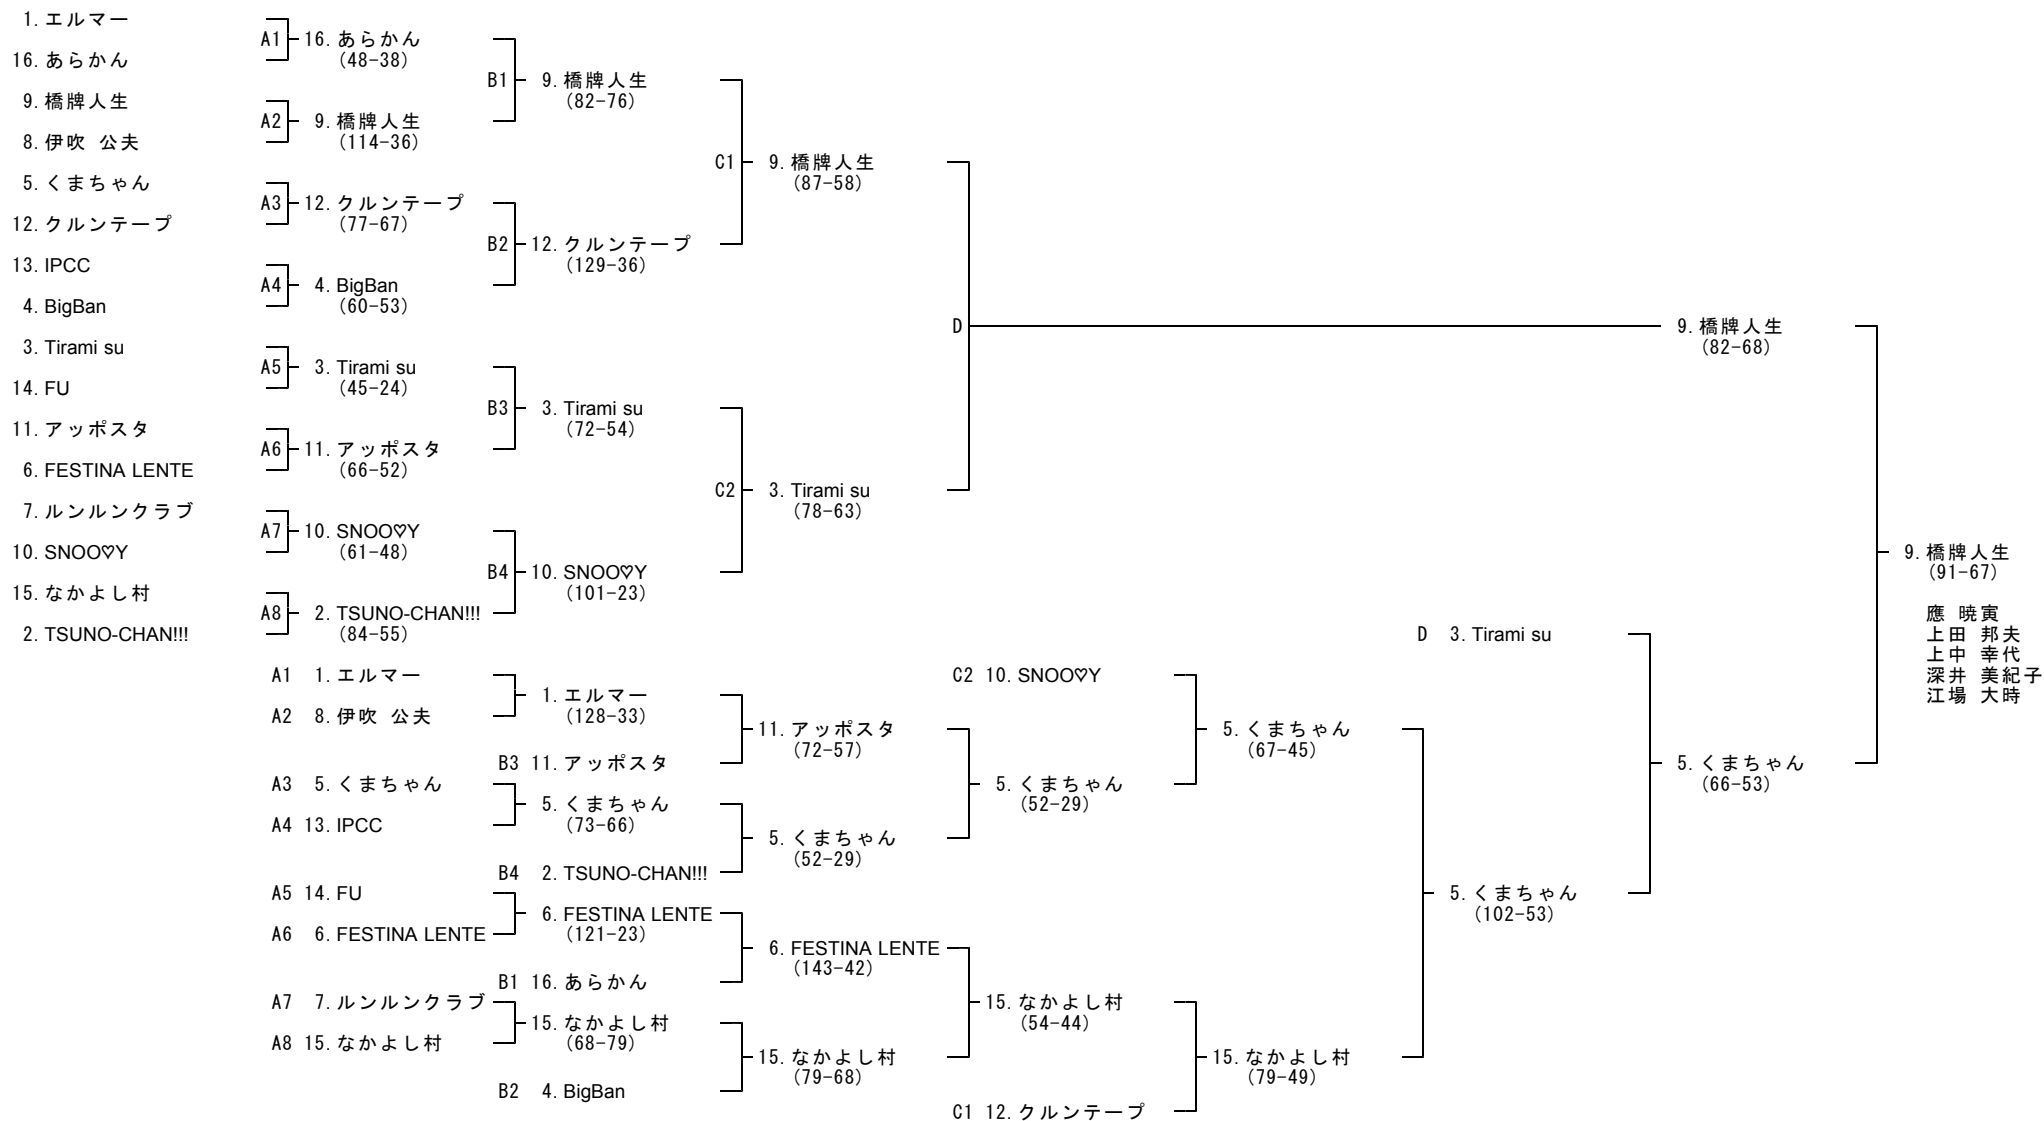 1. エルマー
16. あらかん
9. 橋牌人生
8. 伊吹 公夫
5. くまちゃん
12. クルンテープ
13. IPCC
4. BigBan
3. Tirami su
14. FU
11. アッポスタ
6. FESTINA LENTE
7. ルンルンクラブ
10. SNOO♡Y
15. なかよし村
2. TSUNO-CHAN!!!
A1 16. あらかん
(48-38)
A2 9. 橋牌人生
(114-36)
A3 12. クルンテープ
(77-67)
A4 4. BigBan
(60-53)
A5 3. Tirami su
(45-24)
A6 11. アッポスタ
(66-52)
A7 10. SNOO♡Y
(61-48)
A8 2. TSUNO-CHAN!!!
(84-55)
B1 9. 橋牌人生
(82-76)
B2 12. クルンテープ
(129-36)
B3 3. Tirami su
(72-54)
B4 10. SNOO♡Y
(101-23)
C1 9. 橋牌人生
(87-58)
C2 3. Tirami su
(78-63)
D
9. 橋牌人生
(82-68)
A1 1. エルマー
A2 8. 伊吹 公夫
A3 5. くまちゃん
A4 13. IPCC
A5 14. FU
A6 6. FESTINA LENTE
A7 7. ルンルンクラブ
A8 15. なかよし村
1. エルマー
(128-33)
B3 11. アッポスタ
5. くまちゃん
(73-66)
B4 2. TSUNO-CHAN!!!
6. FESTINA LENTE
(121-23)
B1 16. あらかん
15. なかよし村
(68-79)
B2 4. BigBan
11. アッポスタ
(72-57)
5. くまちゃん
(52-29)
6. FESTINA LENTE
(143-42)
15. なかよし村
(79-68)
C2 10. SNOO♡Y
5. くまちゃん
(52-29)
15. なかよし村
(54-44)
C1 12. クルンテープ
5. くまちゃん
(67-45)
15. なかよし村
(79-49)
D 3. Tirami su
5. くまちゃん
(102-53)
5. くまちゃん
(66-53)
9. 橋牌人生
(91-67)
應 暁寅
上田 邦夫
上中 幸代
深井 美紀子
江場 大時